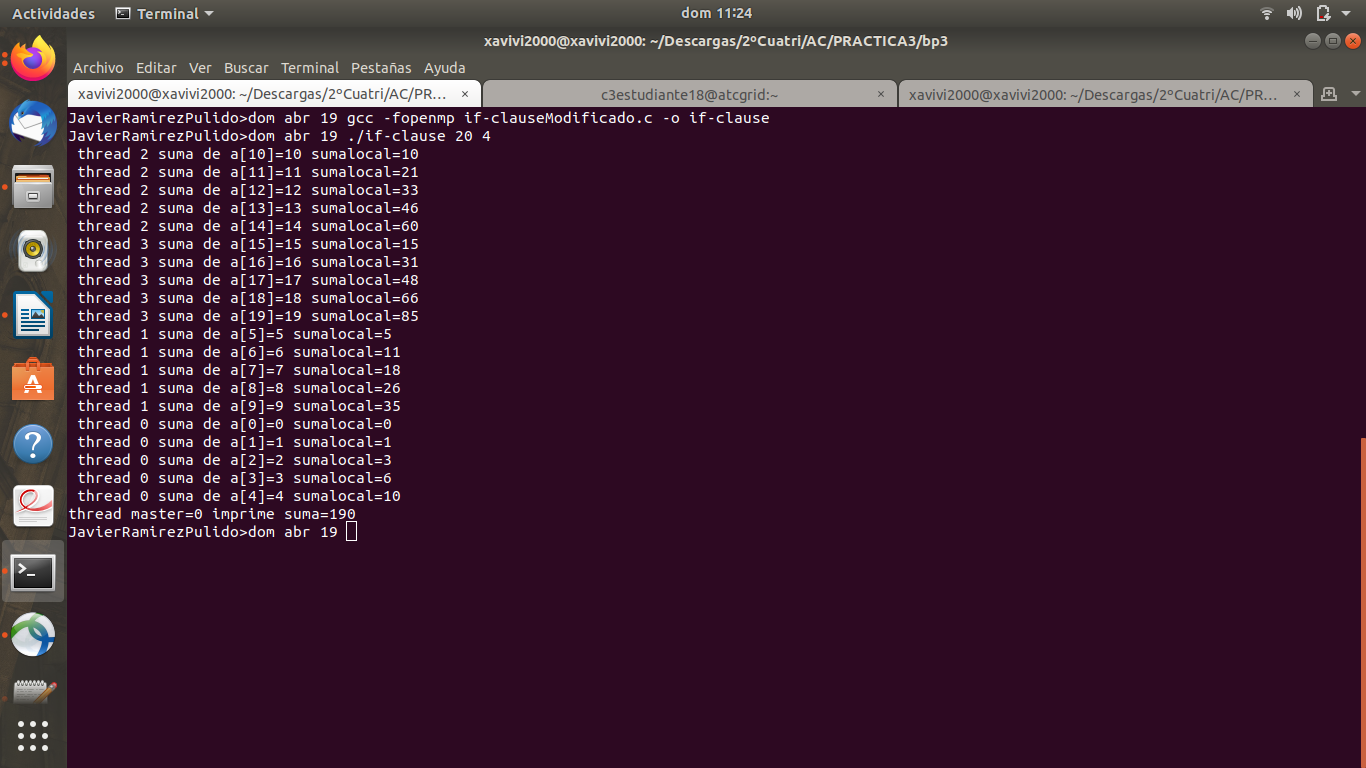 Actividades Terminal dom 11:24
xavivi2000@xavivi2000: ~/Descargas/2ºCuatri/AC/PRACTICA3/bp3
Archivo Editar Ver Buscar Terminal Pestañas Ayuda
xavivi2000@xavivi2000: ~/Descargas/2ºCuatri/AC/PR... × c3estudiante18@atcgrid:~ × xavivi2000@xavivi2000: ~/Descargas/2ºCuatri/AC/PR... ×
JavierRamirezPulido>dom abr 19 gcc -fopenmp if-clauseModificado.c -o if-clause
JavierRamirezPulido>dom abr 19 ./if-clause 20 4
 thread 2 suma de a[10]=10 sumalocal=10
 thread 2 suma de a[11]=11 sumalocal=21
 thread 2 suma de a[12]=12 sumalocal=33
 thread 2 suma de a[13]=13 sumalocal=46
 thread 2 suma de a[14]=14 sumalocal=60
 thread 3 suma de a[15]=15 sumalocal=15
 thread 3 suma de a[16]=16 sumalocal=31
 thread 3 suma de a[17]=17 sumalocal=48
 thread 3 suma de a[18]=18 sumalocal=66
 thread 3 suma de a[19]=19 sumalocal=85
 thread 1 suma de a[5]=5 sumalocal=5
 thread 1 suma de a[6]=6 sumalocal=11
 thread 1 suma de a[7]=7 sumalocal=18
 thread 1 suma de a[8]=8 sumalocal=26
 thread 1 suma de a[9]=9 sumalocal=35
 thread 0 suma de a[0]=0 sumalocal=0
 thread 0 suma de a[1]=1 sumalocal=1
 thread 0 suma de a[2]=2 sumalocal=3
 thread 0 suma de a[3]=3 sumalocal=6
 thread 0 suma de a[4]=4 sumalocal=10
thread master=0 imprime suma=190
JavierRamirezPulido>dom abr 19